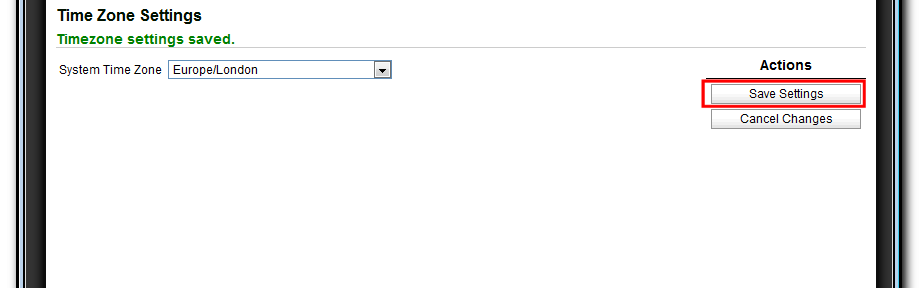 Time Zone Settings
Timezone settings saved.
System Time Zone Europe/London
Actions
Save Settings
Cancel Changes